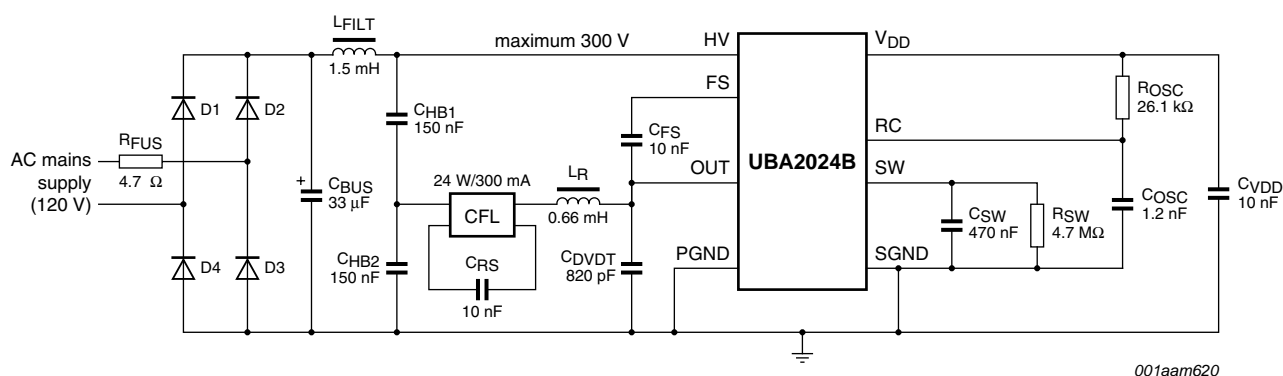 LFILT
1.5 mH
maximum 300 V
HV
VDD
FS
D1
D2
CHB1
150 nF
ROSC
26.1 kΩ
RFUS
4.7 Ω
AC mains
supply
(120 V)
CFS
10 nF
RC
UBA2024B
OUT
SW
+
CBUS
33 μF
24 W/300 mA
CFL
LR
0.66 mH
CSW
470 nF
RSW
4.7 MΩ
COSC
1.2 nF
CVDD
10 nF
D4
D3
CHB2
150 nF
CRS
10 nF
CDVDT
820 pF
PGND
SGND
001aam620